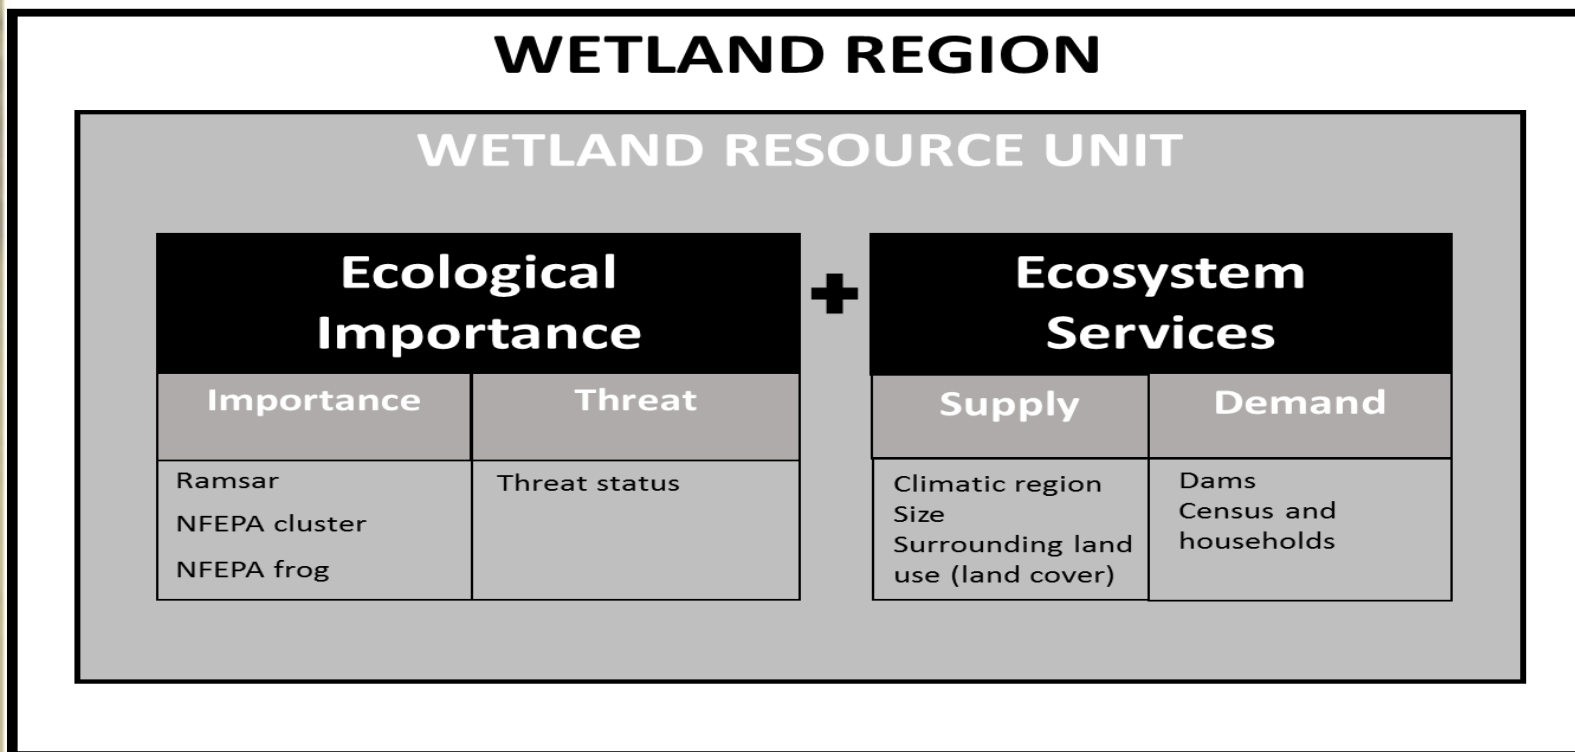 WETLAND REGION
WETLAND RESOURCE UNIT
Ecological
Importance
+
Ecosystem
Services
Importance
Threat
Supply
Demand
Ramsar
NFEPA cluster
NFEPA frog
Threat status
Climatic region
Size
Surrounding land
use (land cover)
Dams
Census and
households